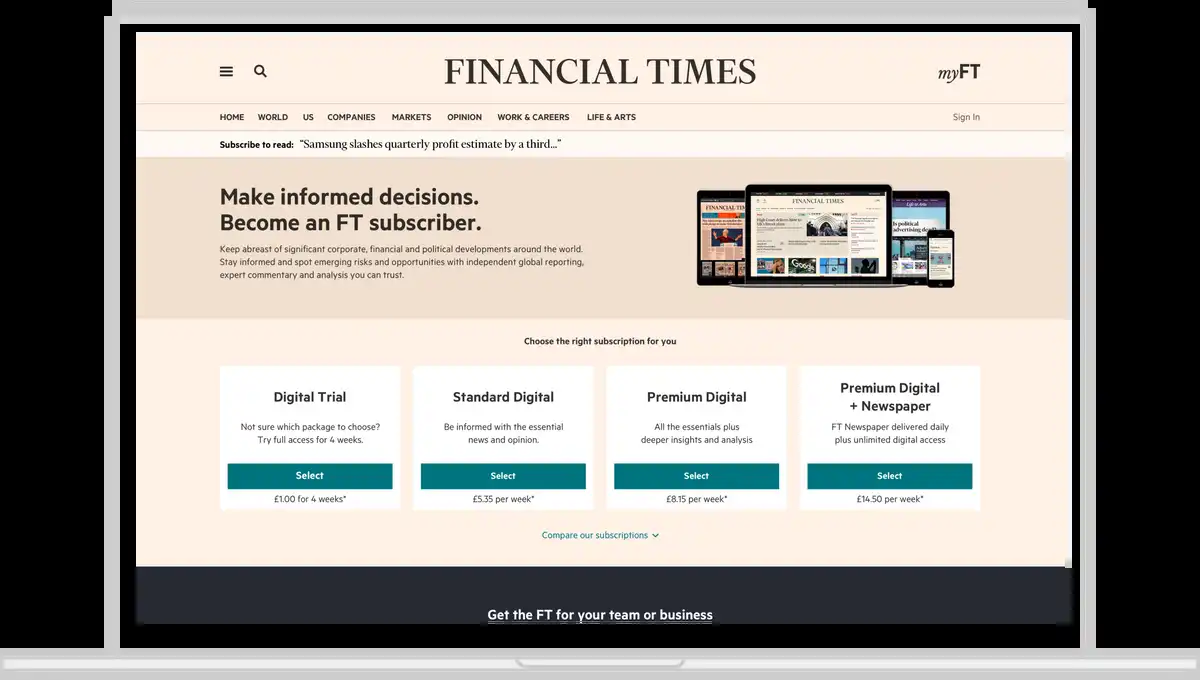 FINANCIAL TIMES
myFT
HOME WORLD US COMPANIES MARKETS OPINION WORK & CAREERS LIFE & ARTS Sign In
Subscribe to read: “Samsung slashes quarterly profit estimate by a third...”
Make informed decisions.
Become an FT subscriber.
Keep abreast of significant corporate, financial and political developments around the world.
Stay informed and spot emerging risks and opportunities with independent global reporting,
expert commentary and analysis you can trust.
FINANCIAL TIMES
Google
Choose the right subscription for you
Digital Trial
Not sure which package to choose?
Try full access for 4 weeks.
Select
£1.00 for 4 weeks*
Standard Digital
Be informed with the essential
news and opinion.
Select
£5.35 per week*
Premium Digital
All the essentials plus
deeper insights and analysis
Select
£8.15 per week*
Premium Digital
+ Newspaper
FT Newspaper delivered daily
plus unlimited digital access
Select
£14.50 per week*
Compare our subscriptions
Get the FT for your team or business